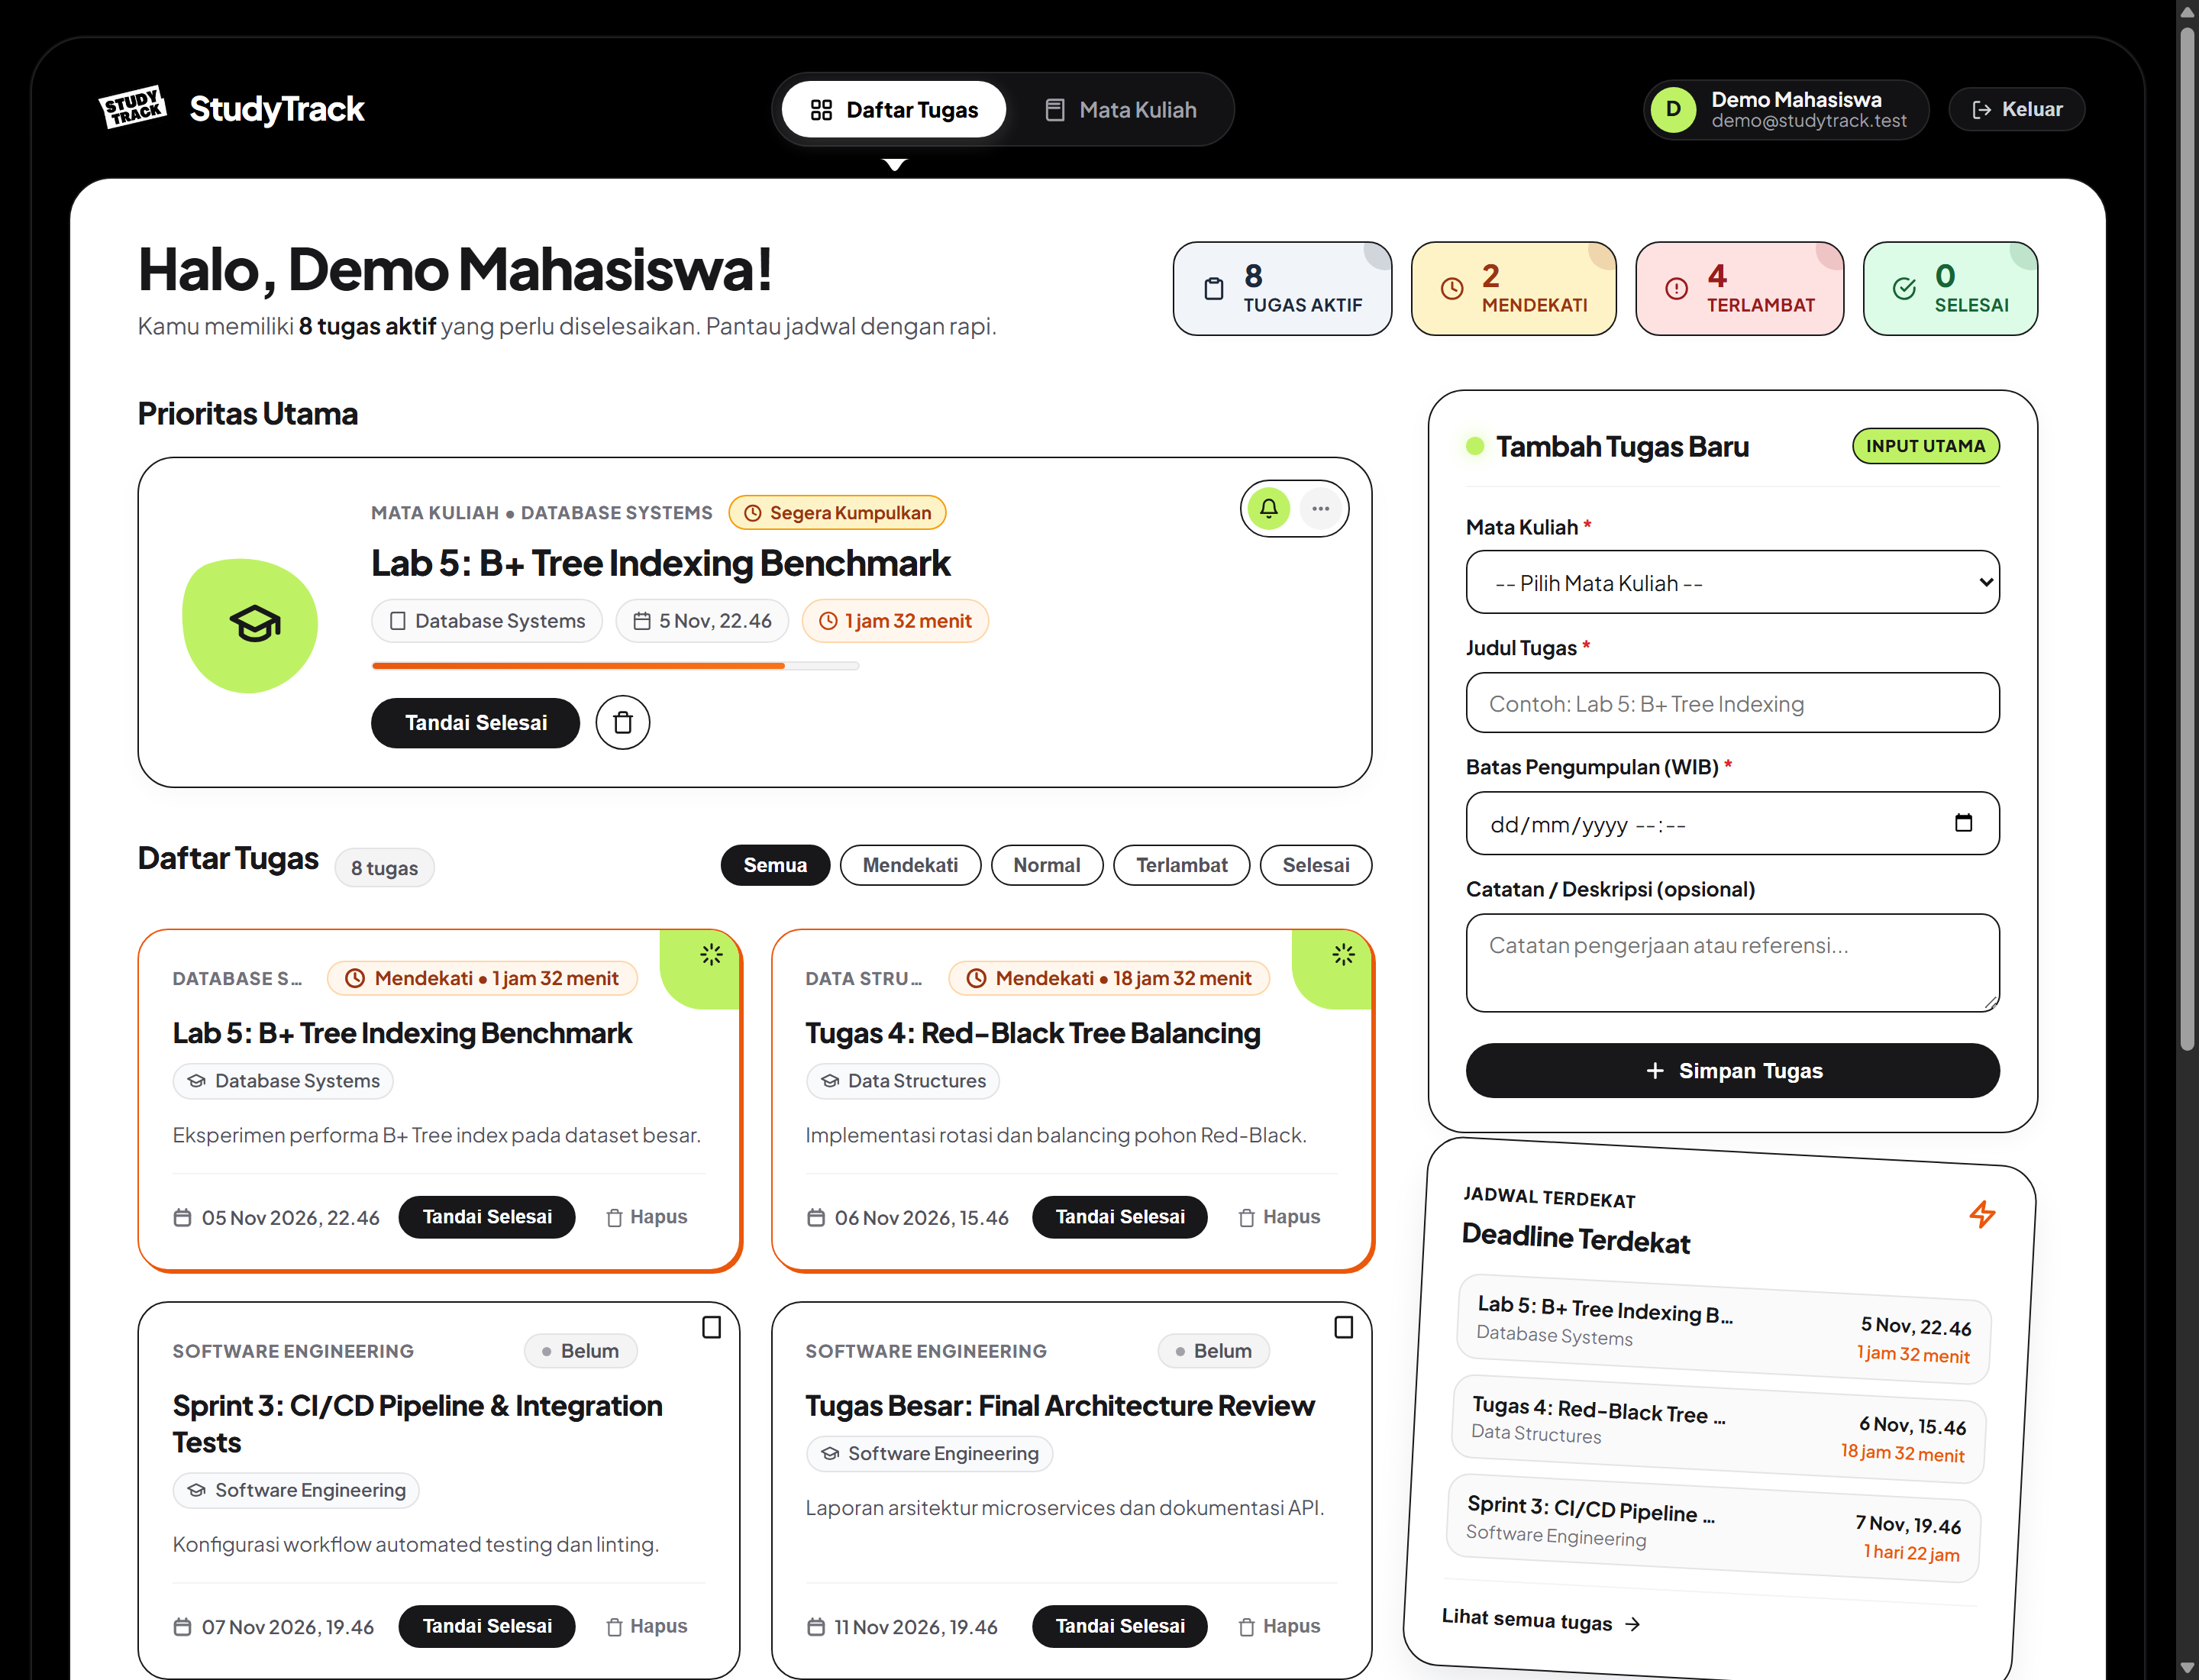 STUDY
TRACK
StudyTrack
Daftar Tugas
Mata Kuliah
D
Demo Mahasiswa
demo@studytrack.test
Keluar
Halo, Demo Mahasiswa!
Kamu memiliki 8 tugas aktif yang perlu diselesaikan. Pantau jadwal dengan rapi.
8
TUGAS AKTIF
2
MENDEKATI
4
TERLAMBAT
0
SELESAI
Prioritas Utama
MATA KULIAH ● DATABASE SYSTEMS
Segera Kumpulkan
Lab 5: B+ Tree Indexing Benchmark
Database Systems
5 Nov, 22.46
1 jam 32 menit
Tandai Selesai
Daftar Tugas
8 tugas
Semua
Mendekati
Normal
Terlambat
Selesai
DATABASE S...
Mendekati ● 1 jam 32 menit
Lab 5: B+ Tree Indexing Benchmark
Database Systems
Eksperimen performa B+ Tree index pada dataset besar.
05 Nov 2026, 22.46
Tandai Selesai
Hapus
DATA STRU...
Mendekati ● 18 jam 32 menit
Tugas 4: Red-Black Tree Balancing
Data Structures
Implementasi rotasi dan balancing pohon Red-Black.
06 Nov 2026, 15.46
Tandai Selesai
Hapus
SOFTWARE ENGINEERING
Belum
Sprint 3: CI/CD Pipeline & Integration
Tests
Software Engineering
Konfigurasi workflow automated testing dan linting.
07 Nov 2026, 19.46
Tandai Selesai
Hapus
SOFTWARE ENGINEERING
Belum
Tugas Besar: Final Architecture Review
Software Engineering
Laporan arsitektur microservices dan dokumentasi API.
11 Nov 2026, 19.46
Tandai Selesai
Hapus
Tambah Tugas Baru
INPUT UTAMA
Mata Kuliah *
-- Pilih Mata Kuliah --
Judul Tugas *
Contoh: Lab 5: B+ Tree Indexing
Batas Pengumpulan (WIB) *
dd/mm/yyyy --:--
Catatan / Deskripsi (opsional)
Catatan pengerjaan atau referensi...
Simpan Tugas
JADWAL TERDEKAT
Deadline Terdekat
Lab 5: B+ Tree Indexing B...
Database Systems
5 Nov, 22.46
1 jam 32 menit
Tugas 4: Red-Black Tree ...
Data Structures
6 Nov, 15.46
18 jam 32 menit
Sprint 3: CI/CD Pipeline ...
Software Engineering
7 Nov, 19.46
1 hari 22 jam
Lihat semua tugas →